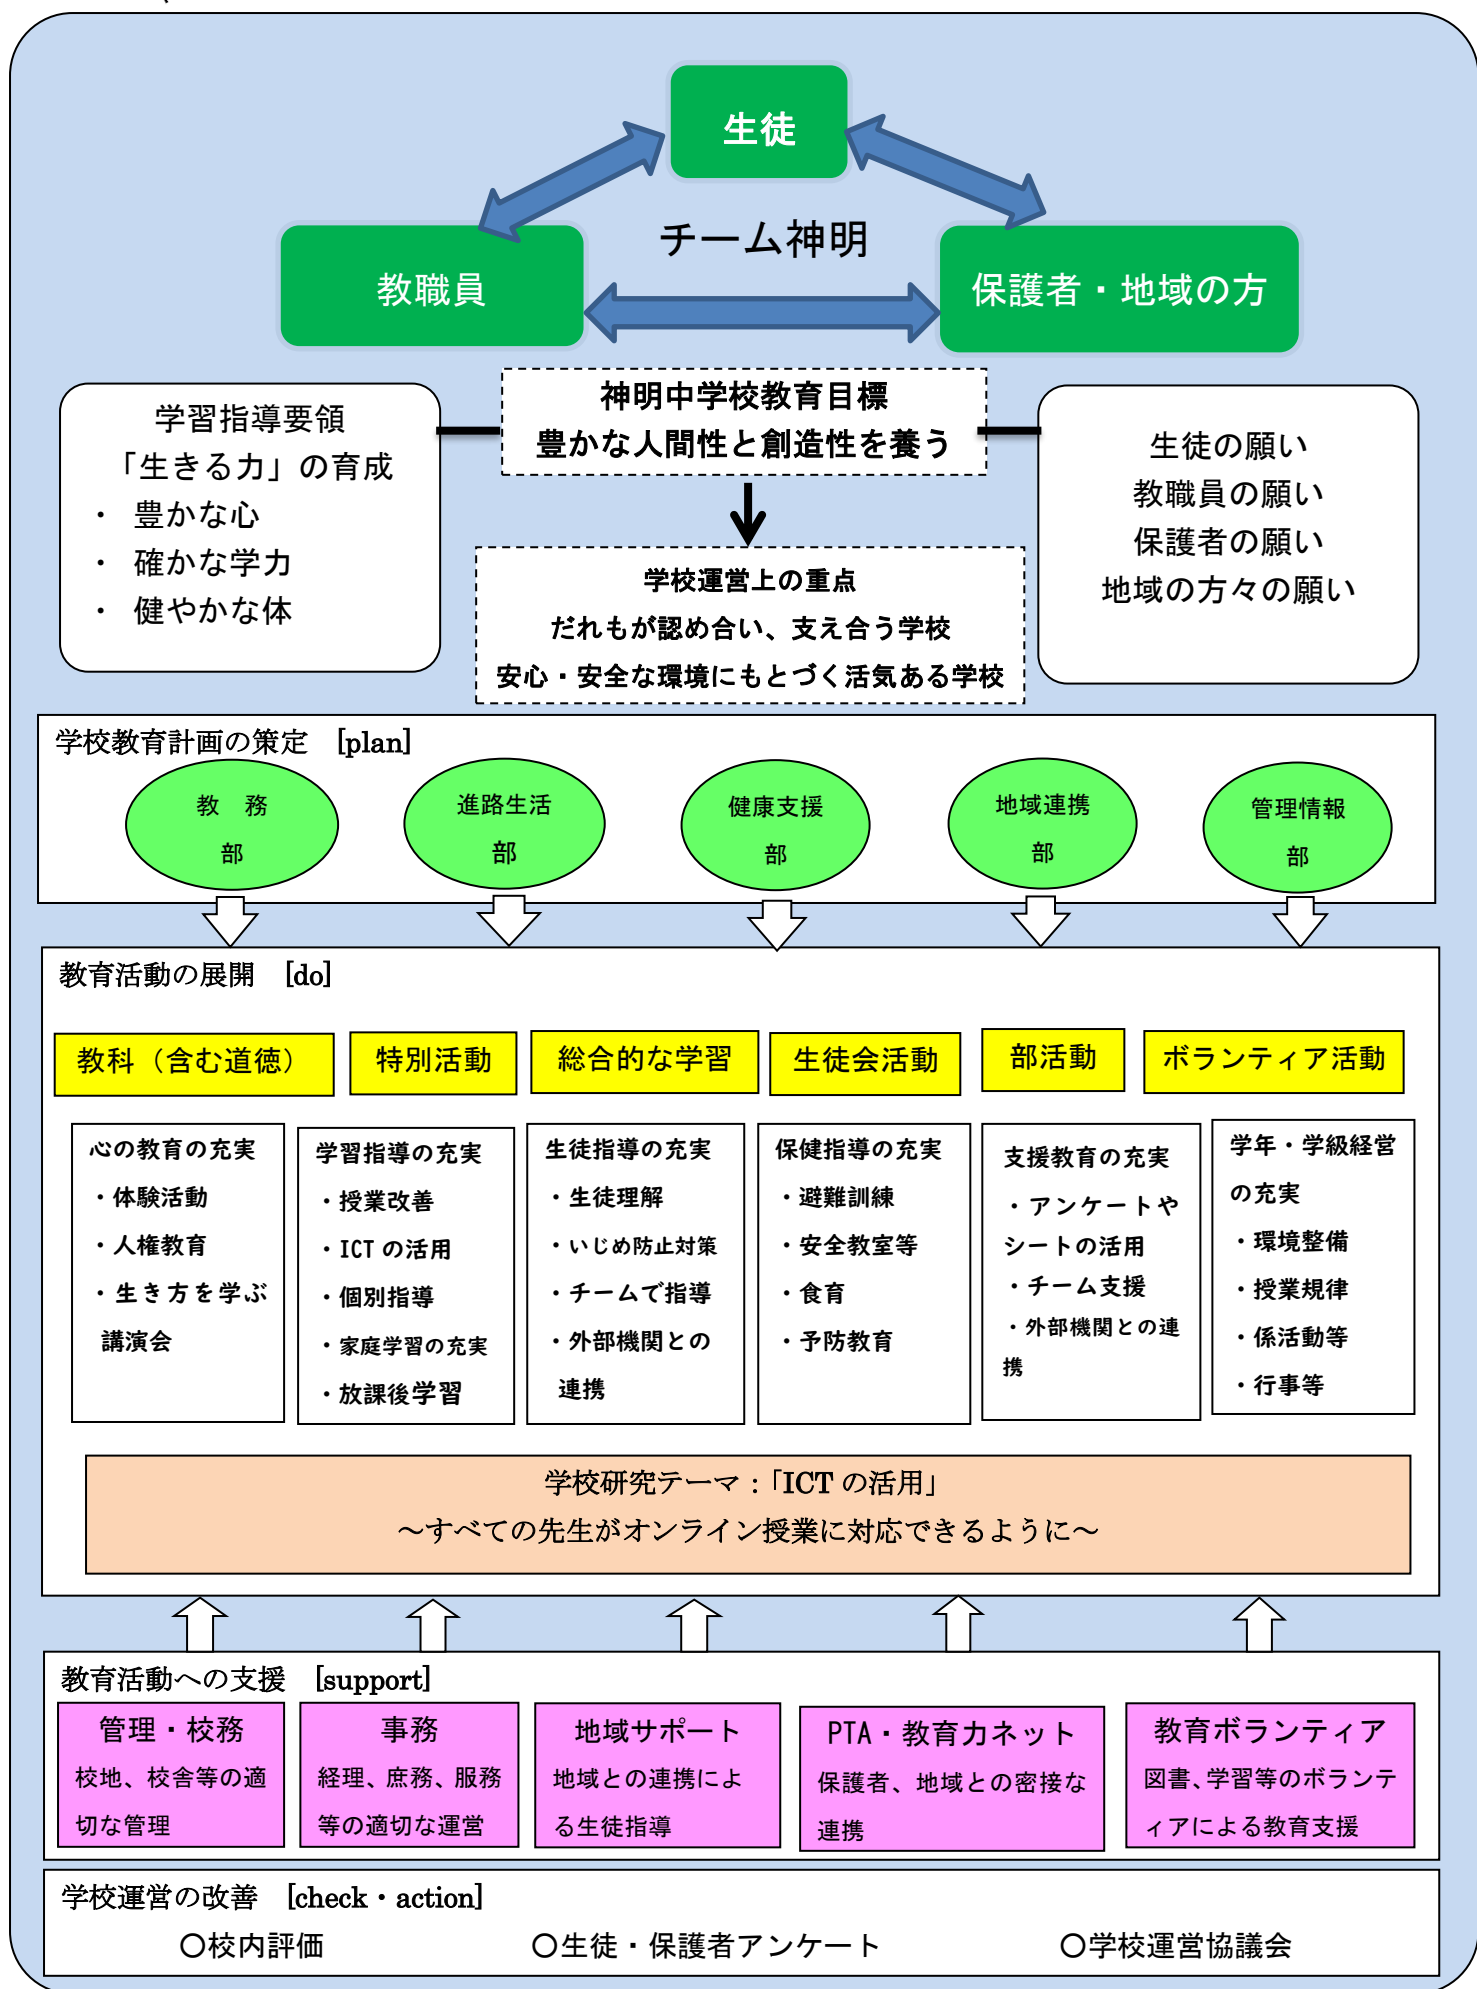 生徒
チーム神明
教職員
保護者・地域の方
神明中学校教育目標
豊かな人間性と創造性を養う
学習指導要領
「生きる力」の育成
・ 豊かな心
・ 確かな学力
・ 健やかな体
生徒の願い
教職員の願い
保護者の願い
地域の方々の願い
学校運営上の重点
だれもが認め合い、支え合う学校
安心・安全な環境にもとづく活気ある学校
学校教育計画の策定 [plan]
教 務
部
進路生活
部
健康支援
部
地域連携
部
管理情報
部
教育活動の展開 [do]
教科（含む道徳）
特別活動
総合的な学習
生徒会活動
部活動
ボランティア活動
心の教育の充実
・体験活動
・人権教育
・生き方を学ぶ
講演会
学習指導の充実
・授業改善
・ICTの活用
・個別指導
・家庭学習の充実
・放課後学習
生徒指導の充実
・生徒理解
・いじめ防止対策
・チームで指導
・外部機関との
連携
保健指導の充実
・避難訓練
・安全教室等
・食育
・予防教育
支援教育の充実
・アンケートや
シートの活用
・チーム支援
・外部機関との連
携
学年・学級経営
の充実
・環境整備
・授業規律
・係活動等
・行事等
学校研究テーマ：「ICTの活用」
～すべての先生がオンライン授業に対応できるように～
教育活動への支援 [support]
管理・校務
校地、校舎等の適
切な管理
事務
経理、庶務、服務
等の適切な運営
地域サポート
地域との連携によ
る生徒指導
PTA・教育力ネット
保護者、地域との密接な
連携
教育ボランティア
図書、学習等のボランテ
ィアによる教育支援
学校運営の改善 [check・action]
○校内評価
○生徒・保護者アンケート
○学校運営協議会